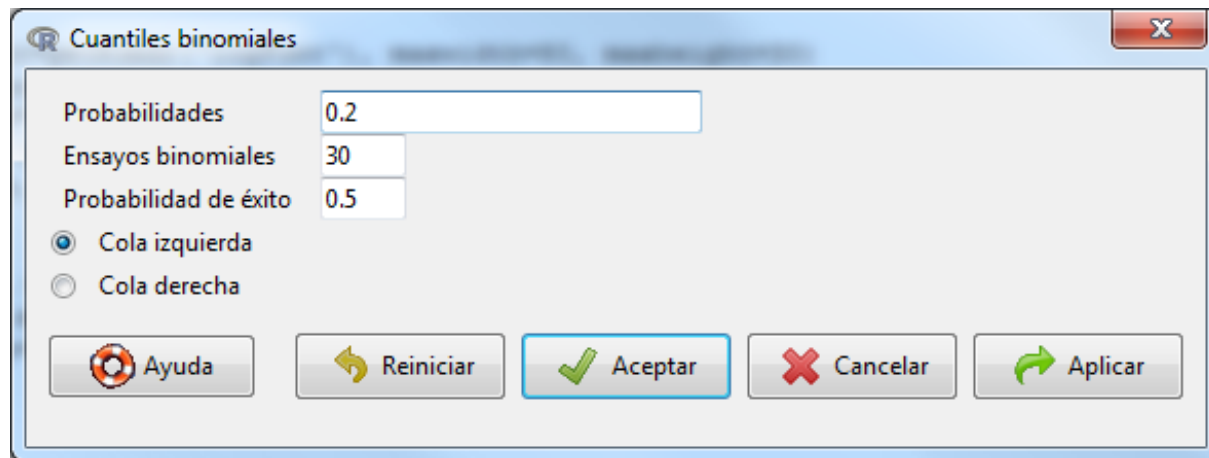 Cuantiles binomiales
Probabilidades 0.2
Ensayos binomiales 30
Probabilidad de éxito 0.5
Cola izquierda
Cola derecha
Ayuda Reiniciar Aceptar Cancelar Aplicar